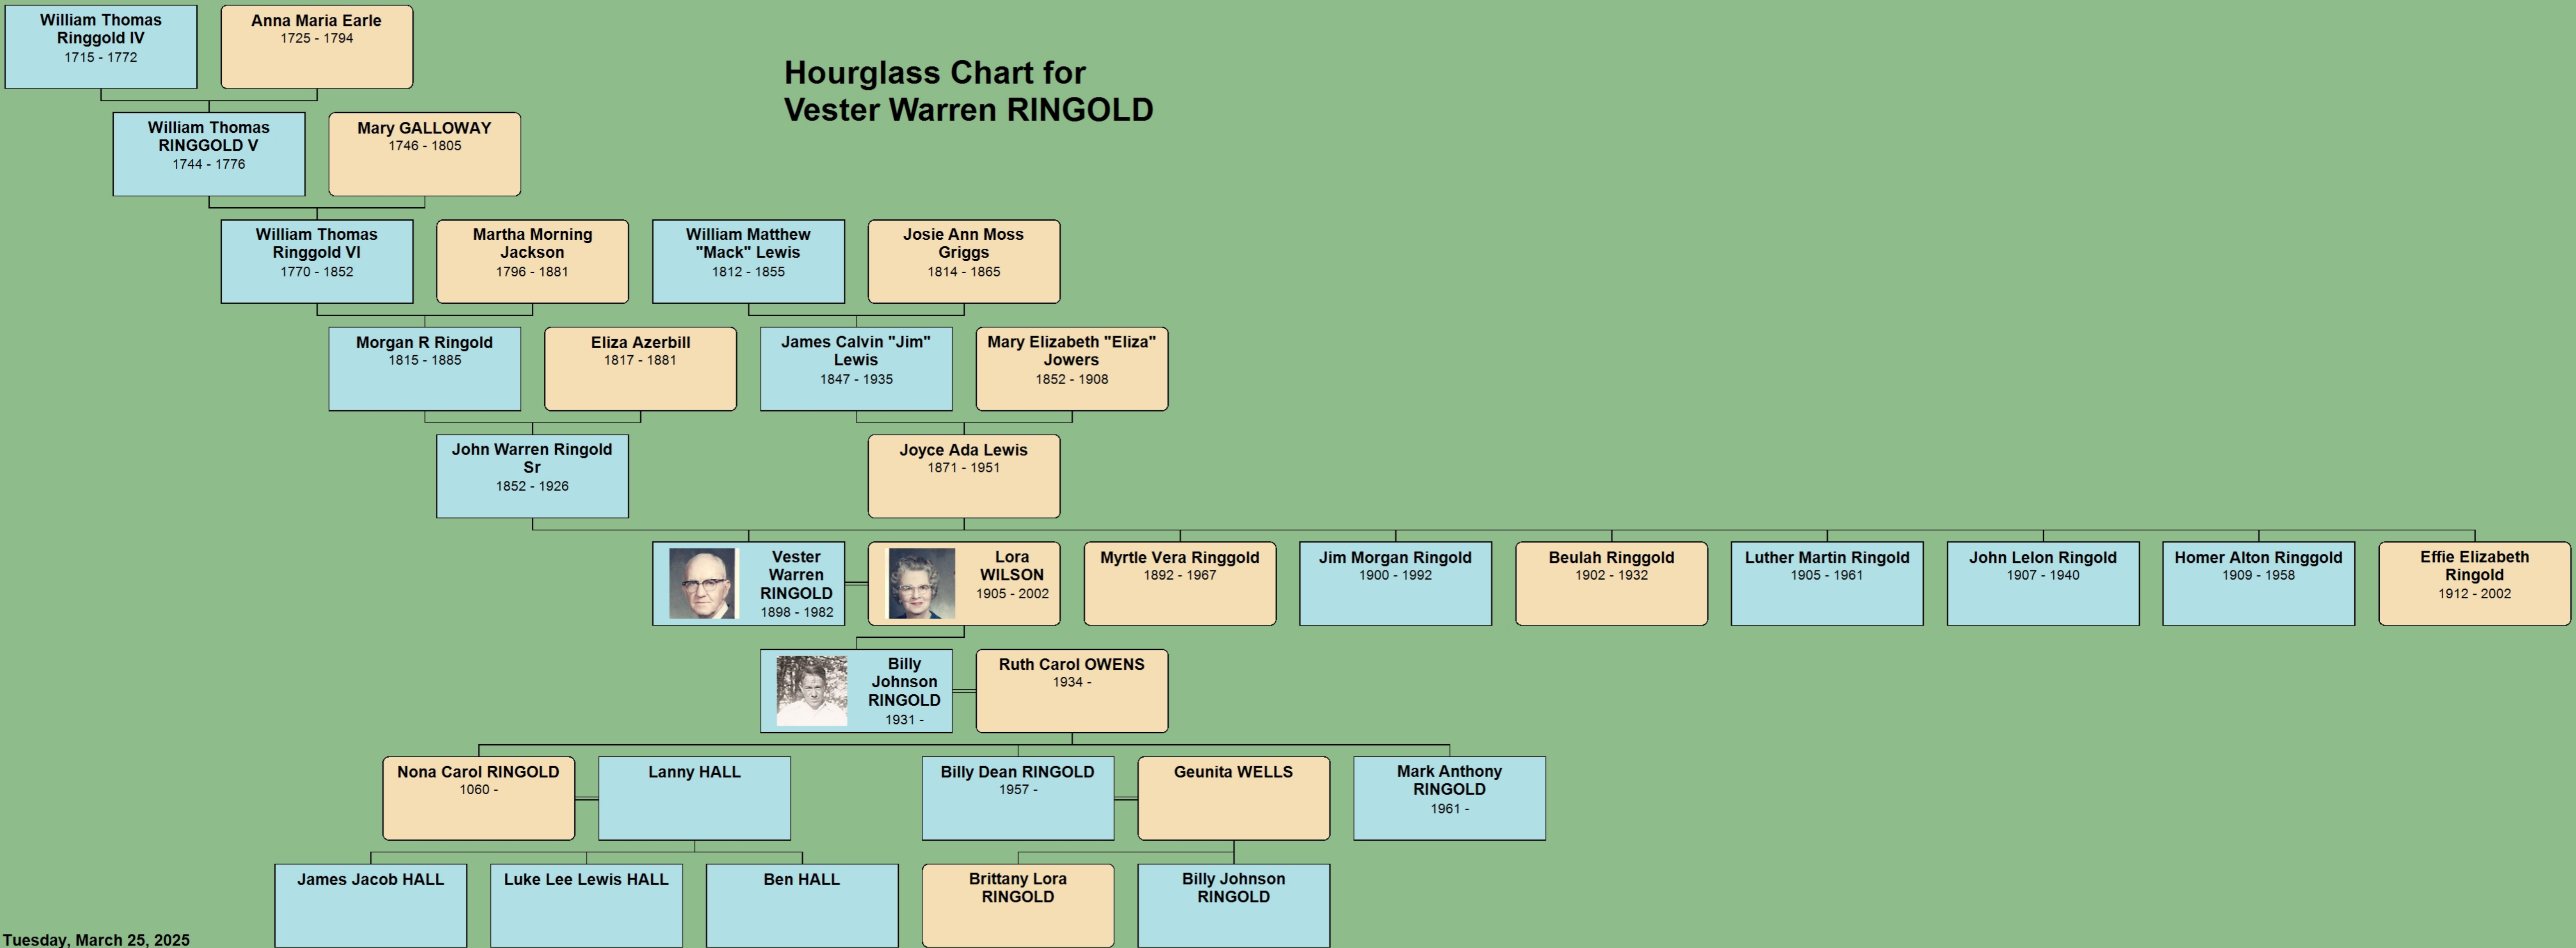 William Thomas
Ringgold IV
1715 - 1772
Anna Maria Earle
1725 - 1794
Hourglass Chart for
Vester Warren RINGOLD
William Thomas
RINGGOLD V
1744 - 1776
Mary GALLOWAY
1746 - 1805
William Thomas
Ringgold VI
1770 - 1852
Martha Morning
Jackson
1796 - 1881
William Matthew
"Mack" Lewis
1812 - 1855
Josie Ann Moss
Griggs
1814 - 1865
Morgan R Ringold
1815 - 1885
Eliza Azerbill
1817 - 1881
James Calvin "Jim"
Lewis
1847 - 1935
Mary Elizabeth "Eliza"
Jowers
1852 - 1908
John Warren Ringold
Sr
1852 - 1926
Joyce Ada Lewis
1871 - 1951
Vester
Warren
RINGOLD
1898 - 1982
Lora
WILSON
1905 - 2002
Myrtle Vera Ringgold
1892 - 1967
Jim Morgan Ringold
1900 - 1992
Beulah Ringgold
1902 - 1932
Luther Martin Ringold
1905 - 1961
John Lelon Ringold
1907 - 1940
Homer Alton Ringgold
1909 - 1958
Effie Elizabeth
Ringold
1912 - 2002
Billy
Johnson
RINGOLD
1931 -
Ruth Carol OWENS
1934 -
Nona Carol RINGOLD
1060 -
Lanny HALL
Billy Dean RINGOLD
1957 -
Geunita WELLS
Mark Anthony
RINGOLD
1961 -
James Jacob HALL
Luke Lee Lewis HALL
Ben HALL
Brittany Lora
RINGOLD
Billy Johnson
RINGOLD
Tuesday, March 25, 2025